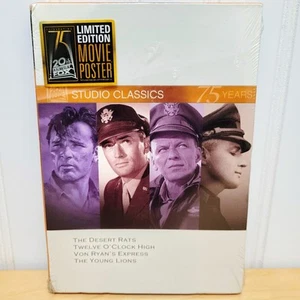 75
20th
CENTURY
FOX
LIMITED
EDITION
MOVIE
POSTER
STUDIO CLASSICS
75 YEARS
THE DESERT RATS
TWELVE O'CLOCK HIGH
VON RYAN'S EXPRESS
THE YOUNG LIONS